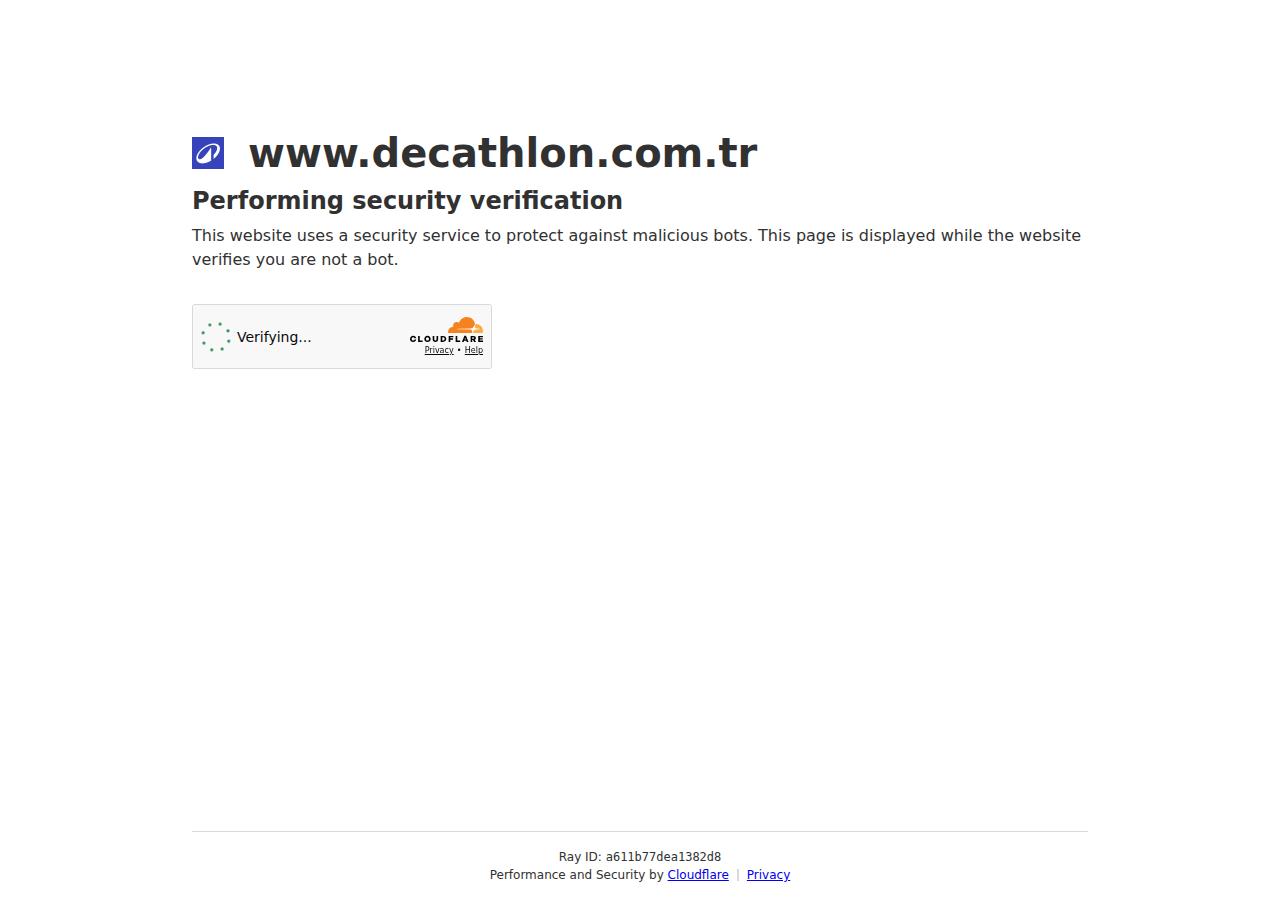 www.decathlon.com.tr
Performing security verification
This website uses a security service to protect against malicious bots. This page is displayed while the website
verifies you are not a bot.
Verifying...
CLOUDFLARE
Privacy • Help
Ray ID: a611b77dea1382d8
Performance and Security by Cloudflare | Privacy